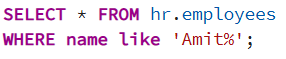 SELECT * FROM hr.employees
WHERE name like 'Amit%';